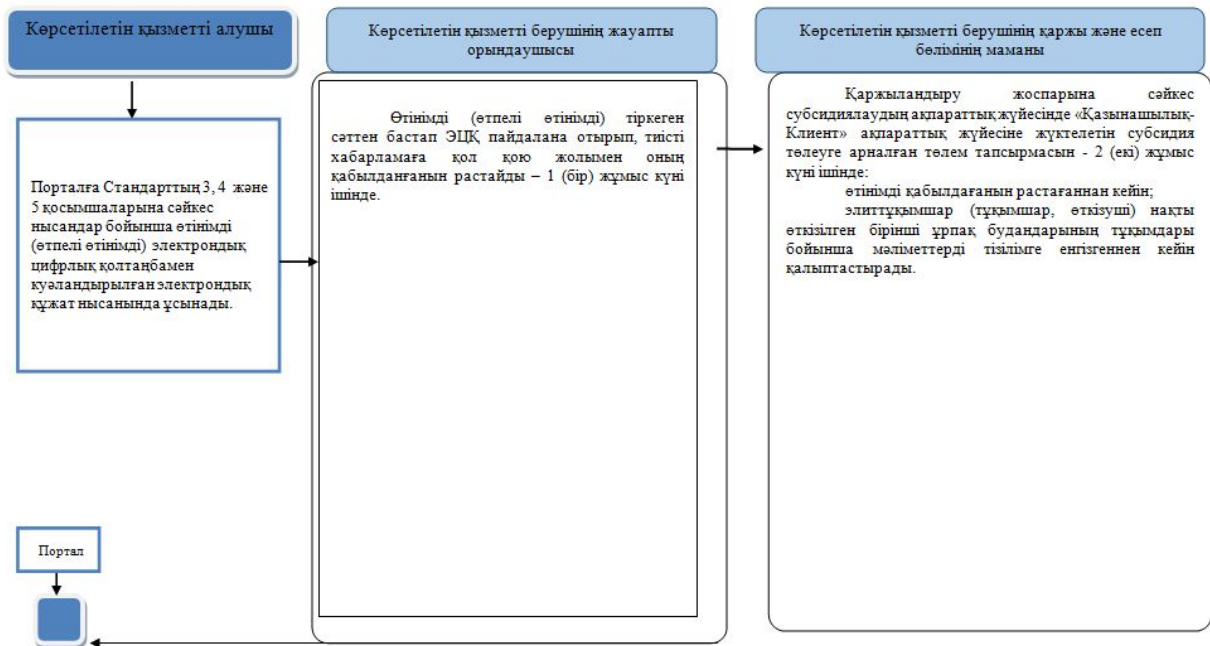 Көрсетілетін қызметті алушы
Көрсетілетін қызметті берушінің жауапты
орындаушысы
Көрсетілетін қызметті берушінің қаржы және есеп
бөлімінің маманы
Порталға Стандарттың 3, 4 және
5 қосымшаларына сәйкес
нысандар бойынша өтінімді
(өтпелі өтінімді) электрондық
цифрлық қолтаңбамен
куәландырылған электрондық
құжат нысанында ұсынады.
Өтінімді (өтпелі өтінімді) тіркеген
сәттен бастап ЭЦҚ пайдалана отырып, тиісті
хабарламаға қол қою жолымен оның
қабылданғанын растайды – 1 (бір) жұмыс күні
ішінде.
Қаржыландыру жоспарына сәйкес
субсидиялаудың ақпараттық жүйесінде «Қазынашылық-
Клиент» ақпараттық жүйесіне жүктелетін субсидия
төлеуге арналған төлем тапсырмасын - 2 (екі) жұмыс
күні ішінде:
өтінімді қабылдағанын растағаннан кейін;
элиттұқымшар (тұқымшар, өткізуші) нақты
өткізілген бірінші ұрпақ будандарының тұқымдары
бойынша мәліметтерді тізілімге енгізгеннен кейін
қалыптастырады.
Портал